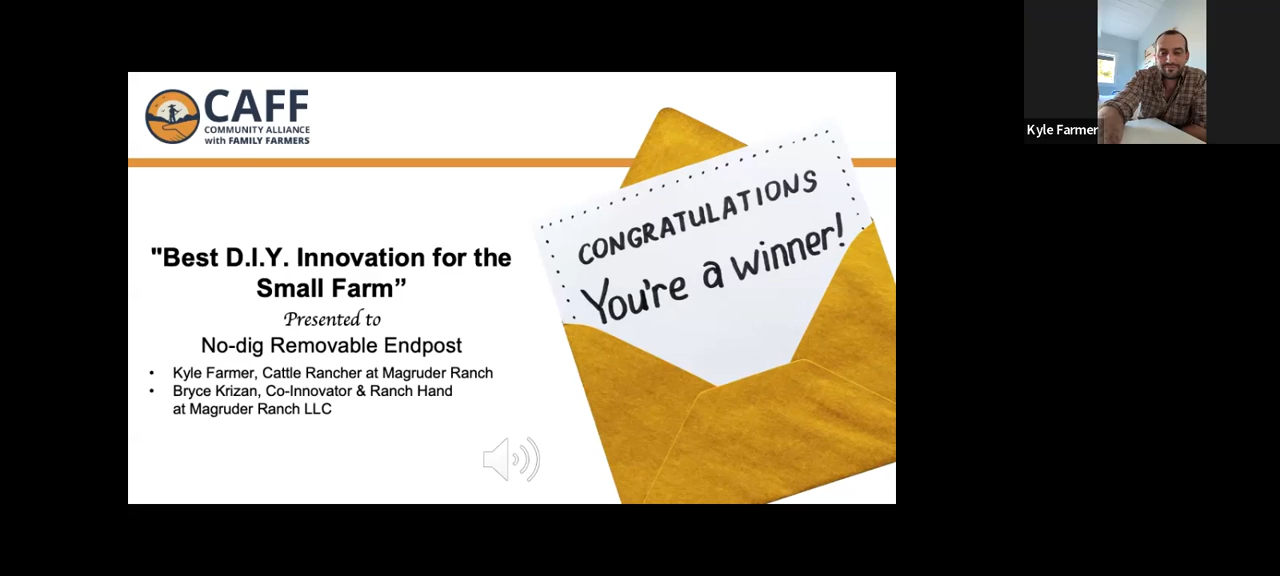 CAFF
COMMUNITY ALLIANCE
with FAMILY FARMERS
"Best D.I.Y. Innovation for the
Small Farm”
Presented to
No-dig Removable Endpost
• Kyle Farmer, Cattle Rancher at Magruder Ranch
• Bryce Krizan, Co-Innovator & Ranch Hand
at Magruder Ranch LLC
CONGRATULATIONS
You're a winner!
Kyle Farmer